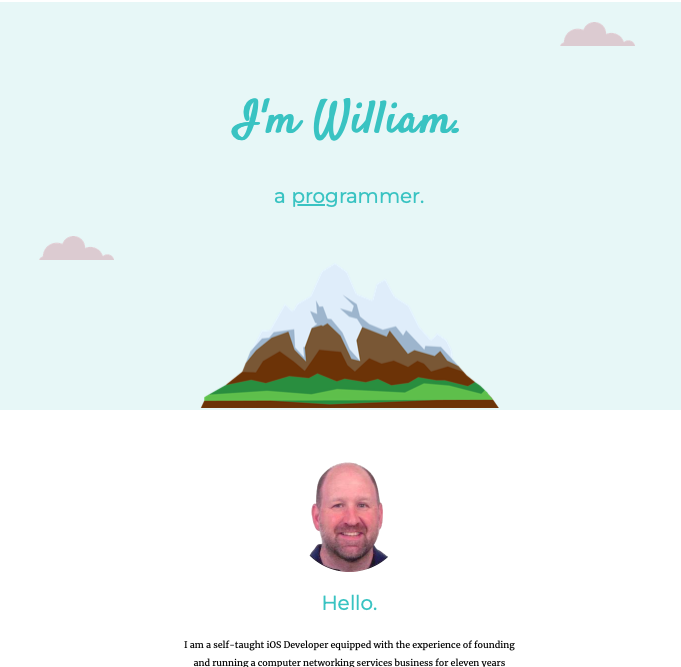 I'm William.
a programmer.
Hello.
I am a self-taught iOS Developer equipped with the experience of founding
and running a computer networking services business for eleven years